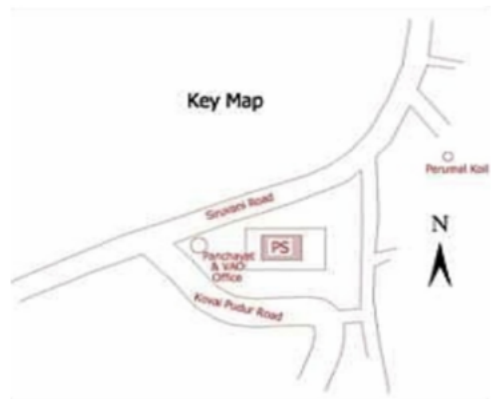 Key Map
Perumal Koil
Siruvani Road
N
PS
Panchayat
& VAO
Office
Kovai Pudur Road